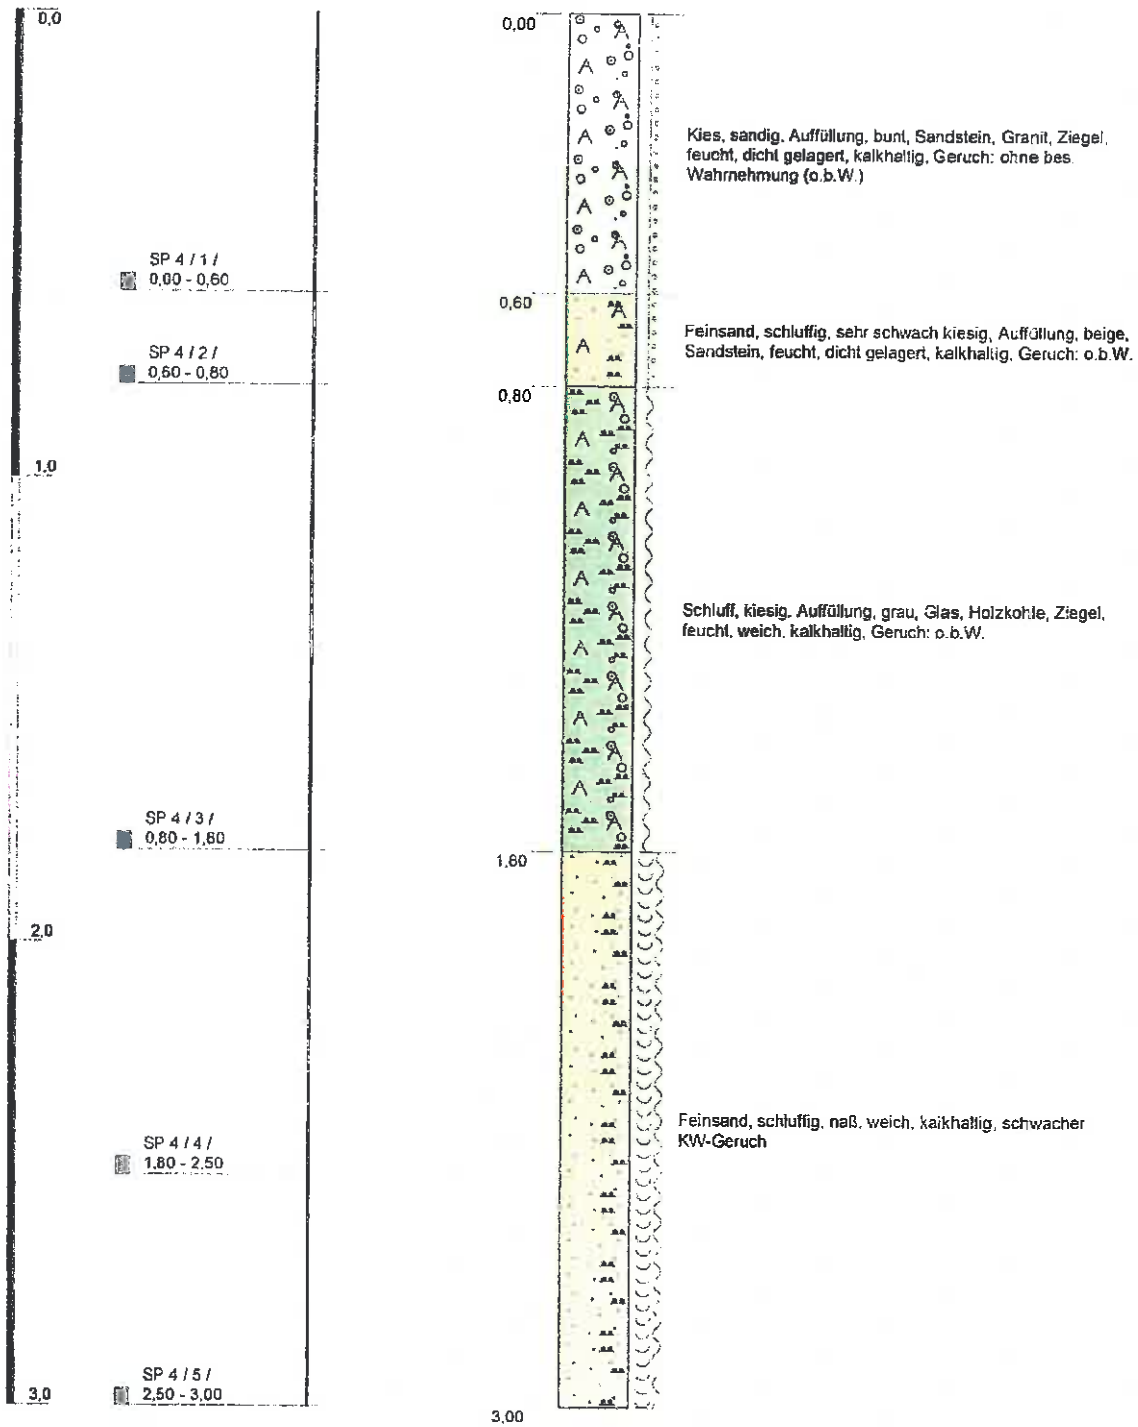 0,0
0,00
Kies, sandig, Auffüllung, bunt, Sandstein, Granit, Ziegel,
feucht, dicht gelagert, kalkhaltig, Geruch: ohne bes.
Wahrnehmung (o.b.W.)
SP 4 / 1 /
0,00 - 0,60
0,60
Feinsand, schluffig, sehr schwach kiesig, Auffüllung, beige,
Sandstein, feucht, dicht gelagert, kalkhaltig, Geruch: o.b.W.
SP 4 / 2 /
0,60 - 0,80
0,80
1,0
Schluff, kiesig, Auffüllung, grau, Glas, Holzkohle, Ziegel,
feucht, weich, kalkhaltig, Geruch: o.b.W.
SP 4 / 3 /
0,80 - 1,80
1,80
2,0
Feinsand, schluffig, naß, weich, kalkhaltig, schwacher
KW-Geruch
SP 4 / 4 /
1,80 - 2,50
SP 4 / 5 /
2,50 - 3,00
3,0
3,00